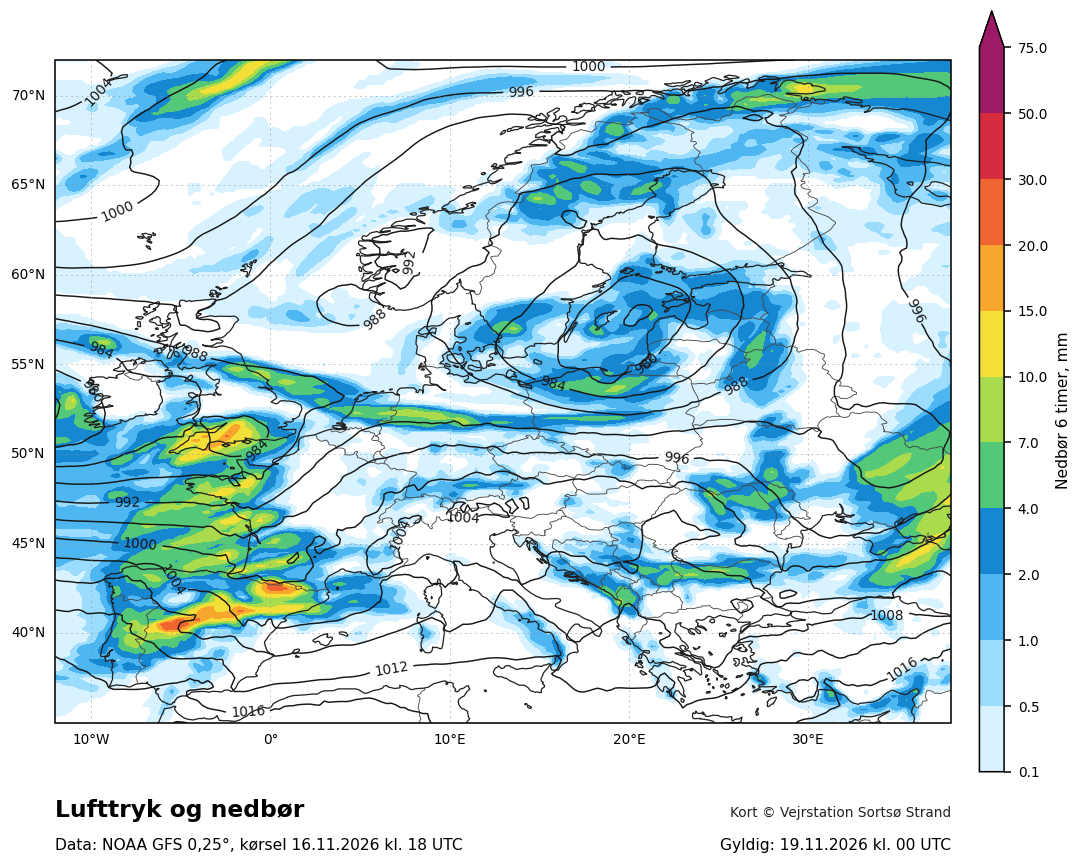 75.0
50.0
30.0
20.0
15.0
10.0
7.0
4.0
2.0
1.0
0.5
0.1
Nedbør 6 timer, mm
70°N
65°N
60°N
55°N
50°N
45°N
40°N
10°W
0°
10°E
20°E
30°E
1004
1000
996
1000
992
988
996
984
988
980
980
984
988
984
996
992
1004
1000
1004
1004
1008
1012
1016
1016
Lufttryk og nedbør
Kort © Vejrstation Sortsø Strand
Data: NOAA GFS 0,25°, kørsel 16.11.2026 kl. 18 UTC
Gyldig: 19.11.2026 kl. 00 UTC